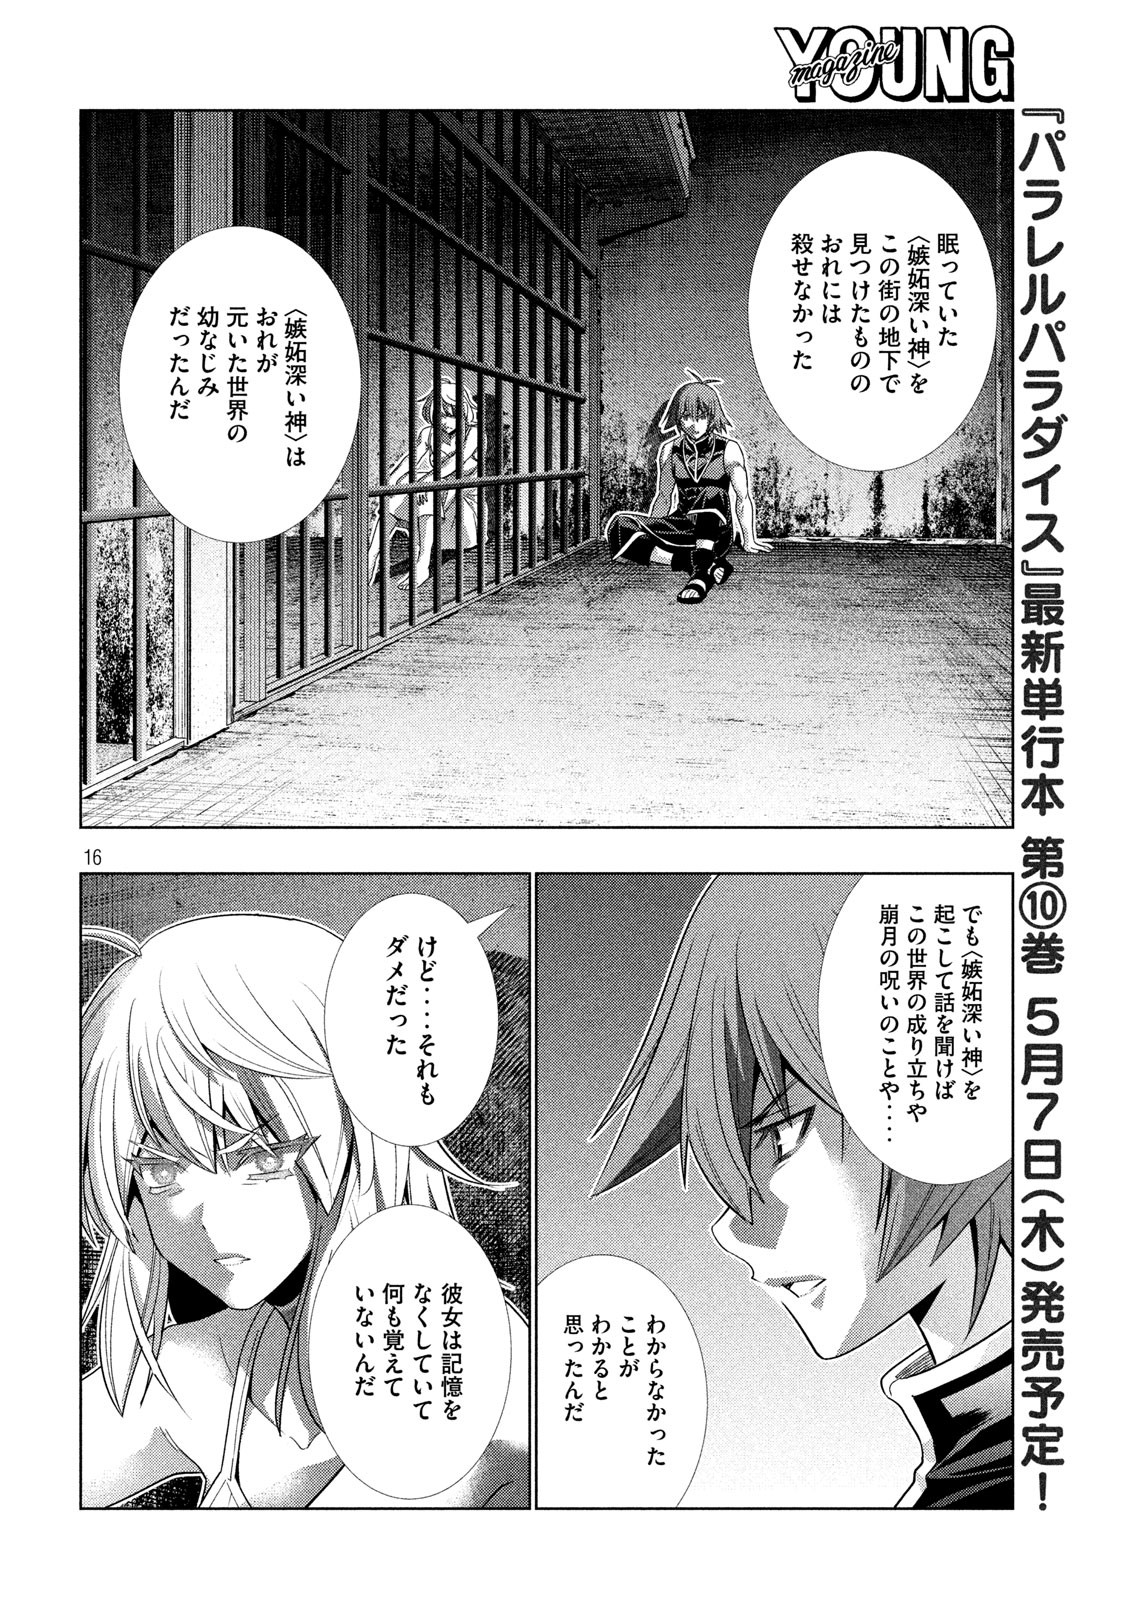 YOUNG
magazine
『パラレルパラダイス』最新単行本 第⑩巻 5月7日(木)発売予定!
眠っていた
〈嫉妬深い神〉を
この街の地下で
見つけたものの
おれには
殺せなかった
〈嫉妬深い神〉は
おれが
元いた世界の
幼なじみ
だったんだ
16
でも〈嫉妬深い神〉を
起こして話を聞けば
この世界の成り立ちや
崩月の呪いのことや‥‥
わからなかった
ことが
わかると
思ったんだ
けど‥‥それも
ダメだった
彼女は記憶を
なくしていて
何も覚えて
いないんだ